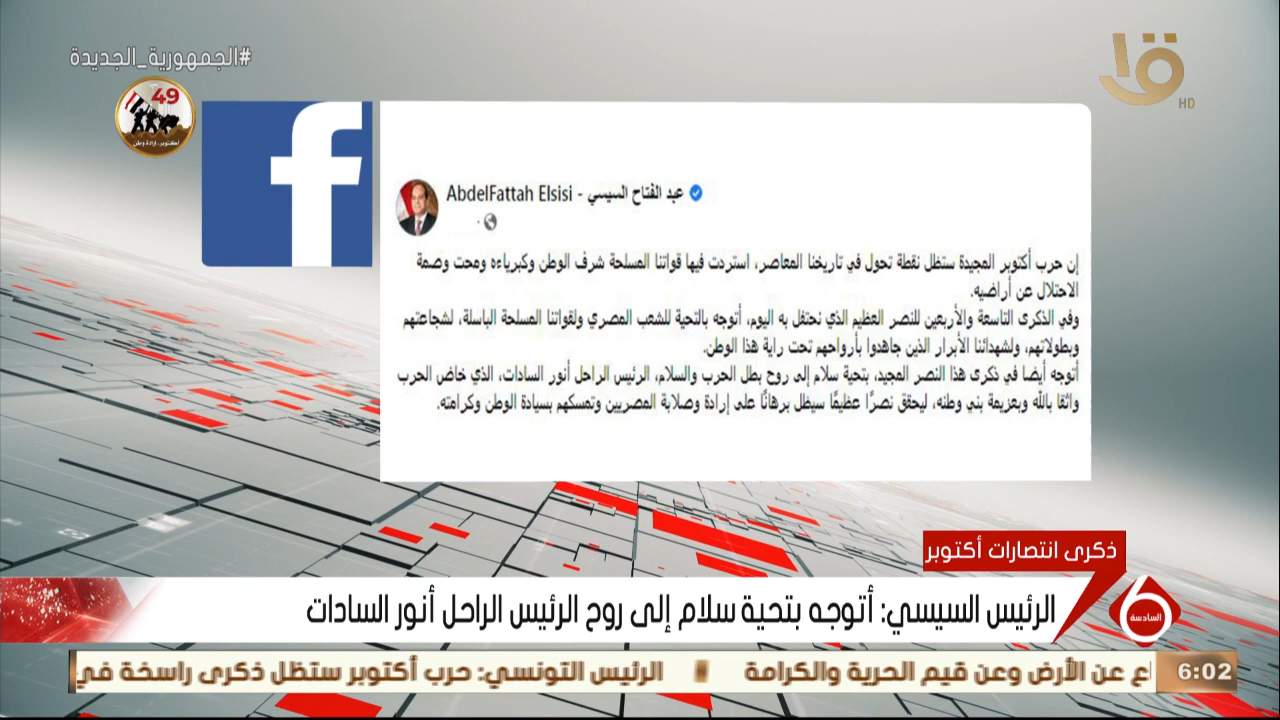 #الجمهورية_الجديدة
49
أكتوبر..إرادة وطن
HD
AbdelFattah Elsisi - عبد الفتاح السيسي
إن حرب أكتوبر المجيدة ستظل نقطة تحول في تاريخنا المعاصر، استردت فيها قواتنا المسلحة شرف الوطن وكبرياءه ومحت وصمة
الاحتلال عن أراضيه.
وفي الذكرى التاسعة والأربعين للنصر العظيم الذي نحتفل به اليوم، أتوجه بالتحية للشعب المصري ولقواتنا المسلحة الباسلة، لشجاعتهم
وبطولاتهم، ولشهدائنا الأبرار الذين جاهدوا بأرواحهم تحت راية هذا الوطن.
أتوجه أيضا في ذكرى هذا النصر المجيد، بتحية سلام إلى روح بطل الحرب والسلام، الرئيس الراحل أنور السادات، الذي خاض الحرب
واثقا بالله وبعزيمة بني وطنه، ليحقق نصرًا عظيمًا سيظل برهانًا على إرادة وصلابة المصريين وتمسكهم بسيادة الوطن وكرامته.
ذكرى انتصارات أكتوبر
الرئيس السيسي: أتوجه بتحية سلام إلى روح الرئيس الراحل أنور السادات
السادسة
6:02
ع عن الأرض وعن قيم الحرية والكرامة
الرئيس التونسي: حرب أكتوبر ستظل ذكرى راسخة في